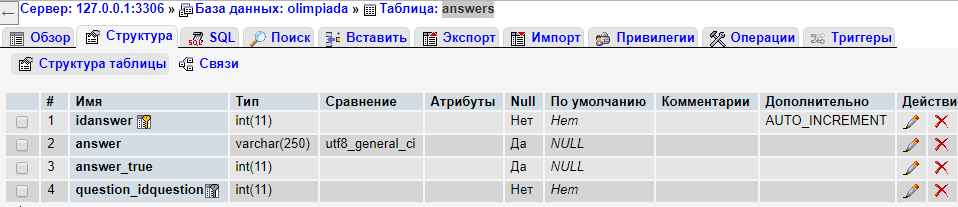 ← Сервер: 127.0.0.1:3306 » База данных: olimpiada » Таблица: answers
Обзор Структура SQL Поиск Вставить Экспорт Импорт Привилегии Операции Триггеры
Структура таблицы Связи
# Имя Тип Сравнение Атрибуты Null По умолчанию Комментарии Дополнительно Действи
1 idanswer int(11) Нет Нет AUTO_INCREMENT
2 answer varchar(250) utf8_general_ci Да NULL
3 answer_true int(11) Да NULL
4 question_idquestion int(11) Нет Нет